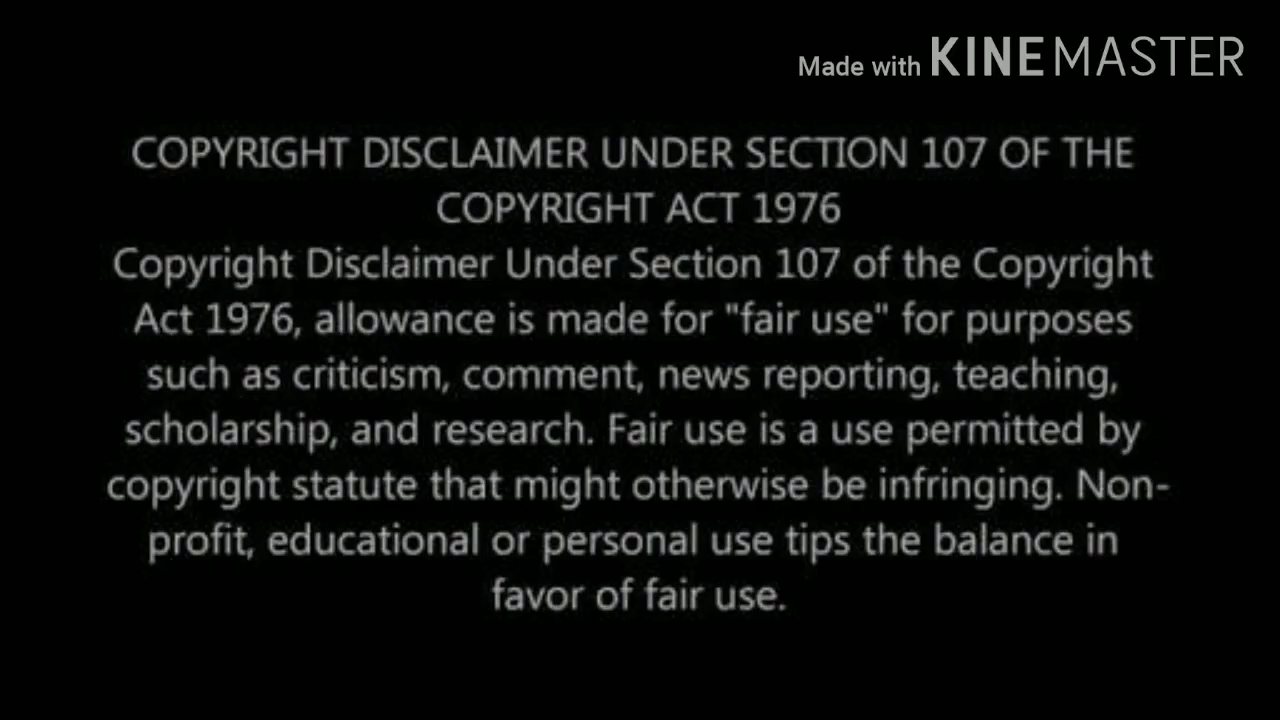 Made with KINEMASTER
COPYRIGHT DISCLAIMER UNDER SECTION 107 OF THE
COPYRIGHT ACT 1976
Copyright Disclaimer Under Section 107 of the Copyright
Act 1976, allowance is made for "fair use" for purposes
such as criticism, comment, news reporting, teaching,
scholarship, and research. Fair use is a use permitted by
copyright statute that might otherwise be infringing. Non-
profit, educational or personal use tips the balance in
favor of fair use.